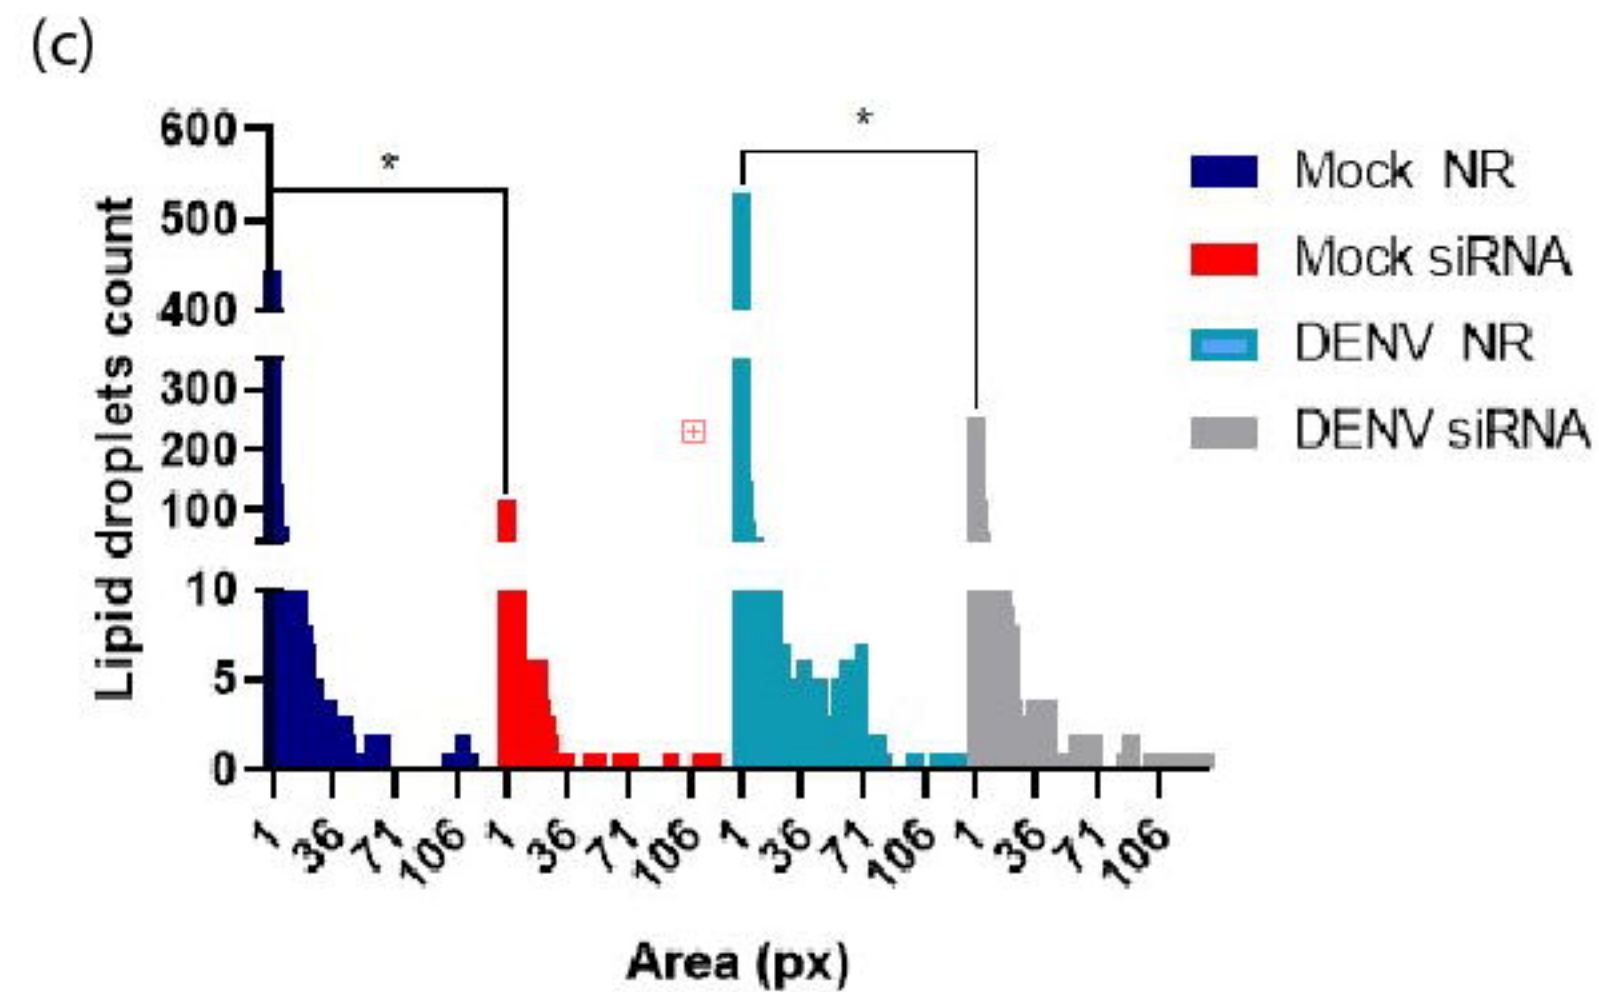 (c)
Lipid droplets count
600
500
400
300
200
100
10
5
0
*
*
Mock NR
Mock siRNA
DENV NR
DENV siRNA
1 36 71 106 1 36 71 106 1 36 71 106 1 36 71 106
Area (px)